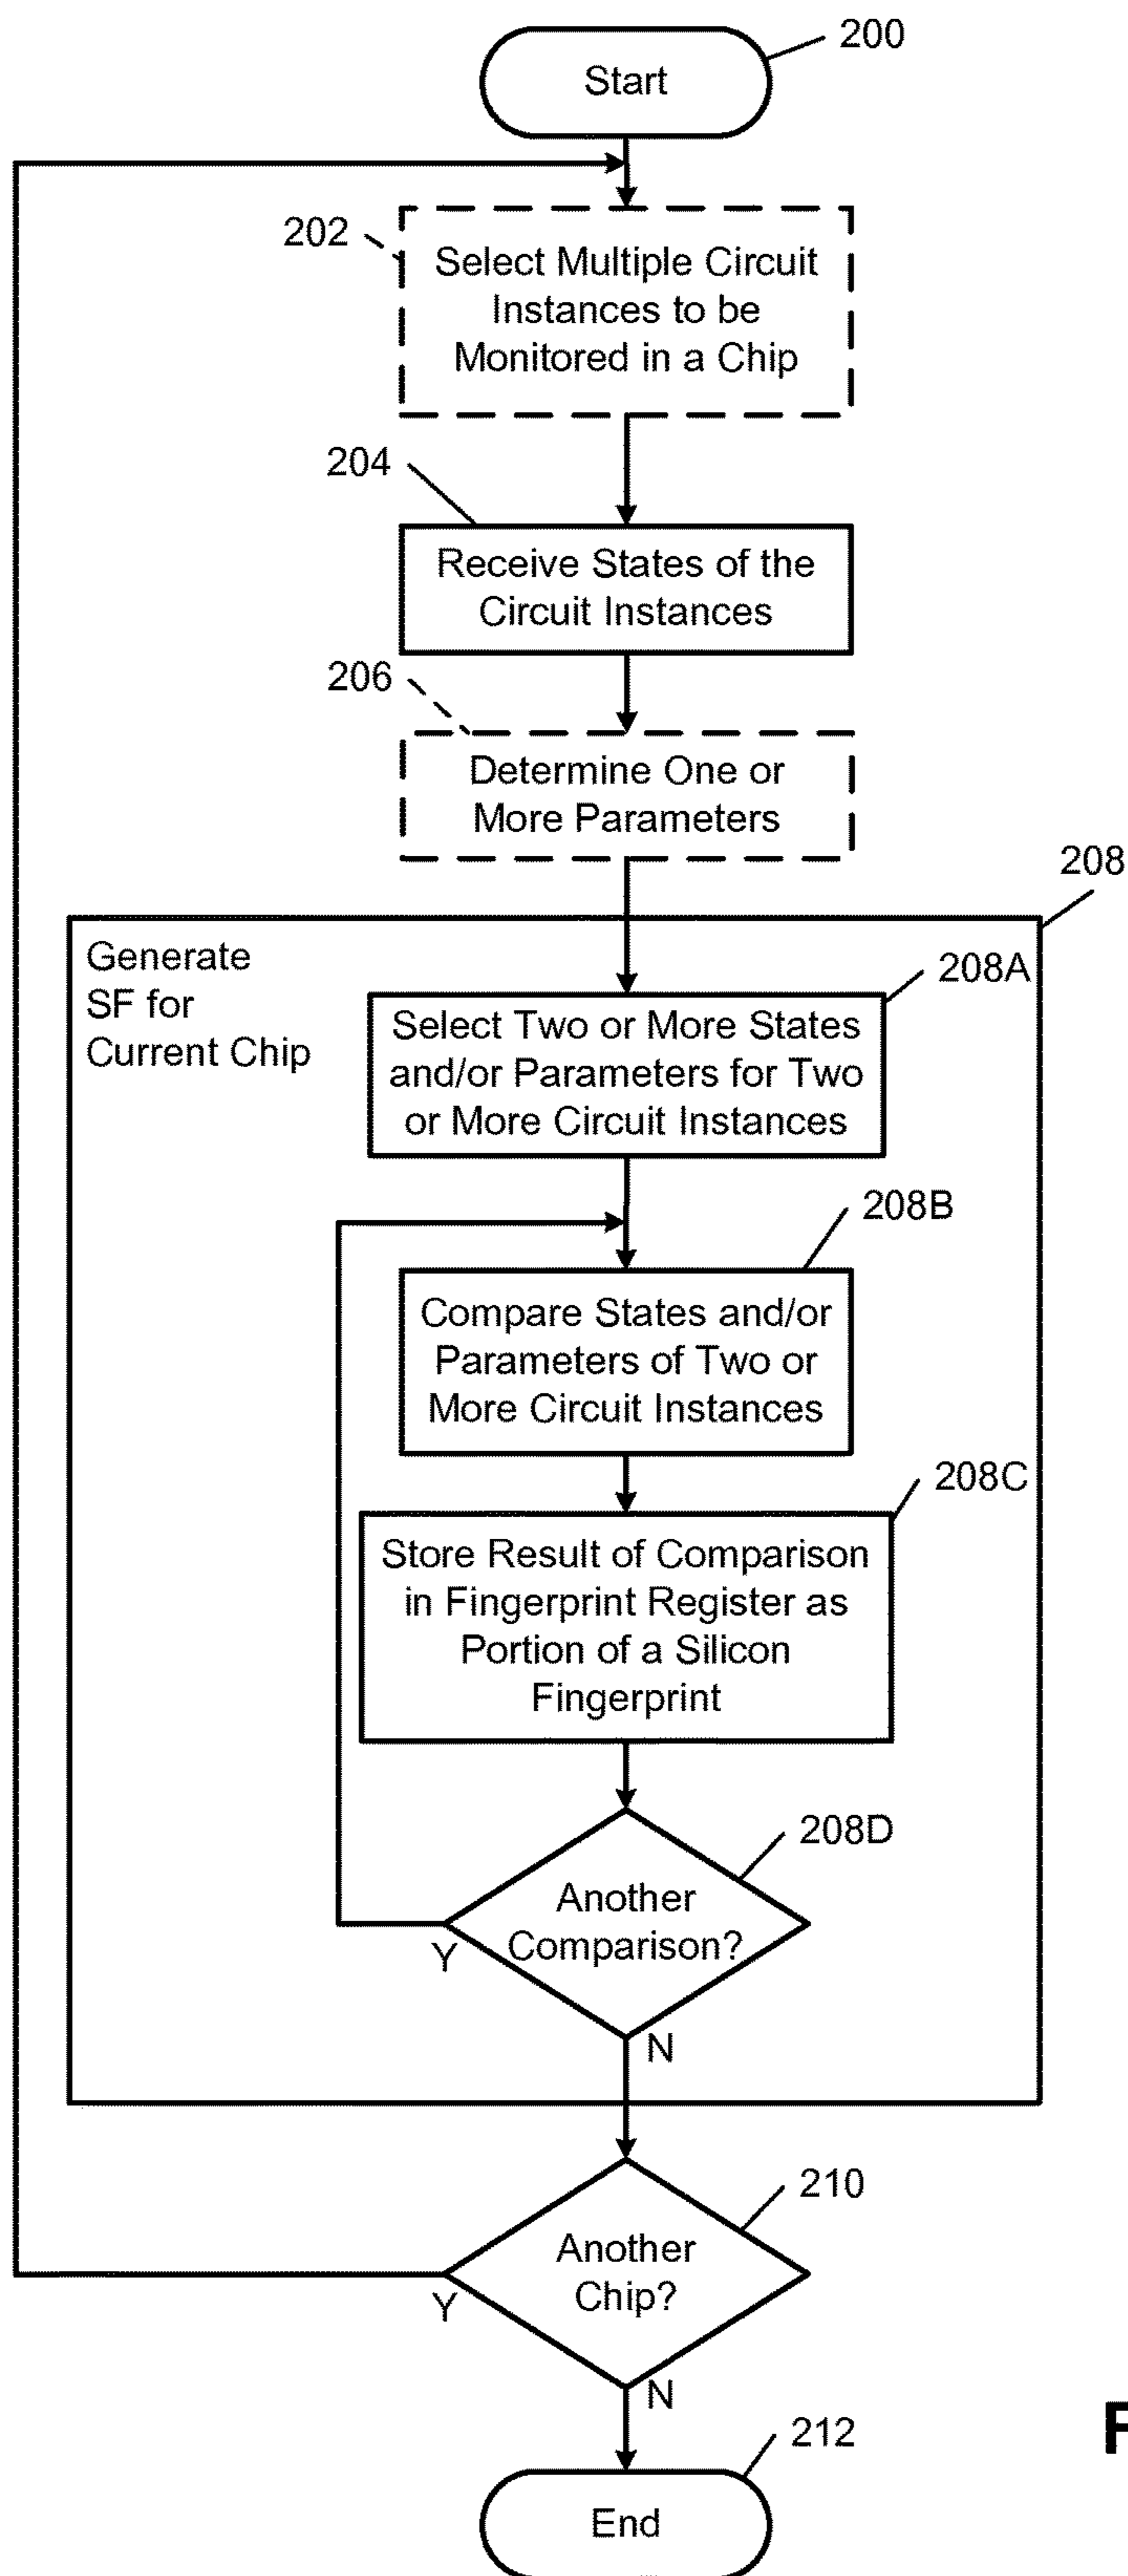 200
Start
202
Select Multiple Circuit
Instances to be
Monitored in a Chip
204
Receive States of the
Circuit Instances
206
Determine One or
More Parameters
208
Generate
SF for
Current Chip
208A
Select Two or More States
and/or Parameters for Two
or More Circuit Instances
208B
Compare States and/or
Parameters of Two or
More Circuit Instances
208C
Store Result of Comparison
in Fingerprint Register as
Portion of a Silicon
Fingerprint
208D
Another
Comparison?
Y
N
210
Another
Chip?
Y
N
212
End